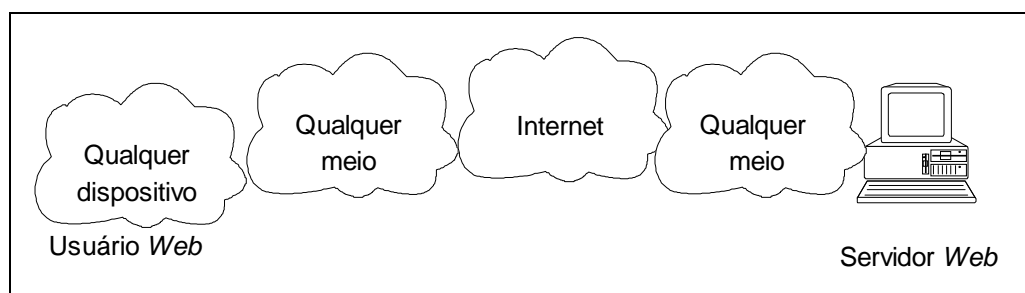 Qualquer
dispositivo
Usuário Web
Qualquer
meio
Internet
Qualquer
meio
Servidor Web